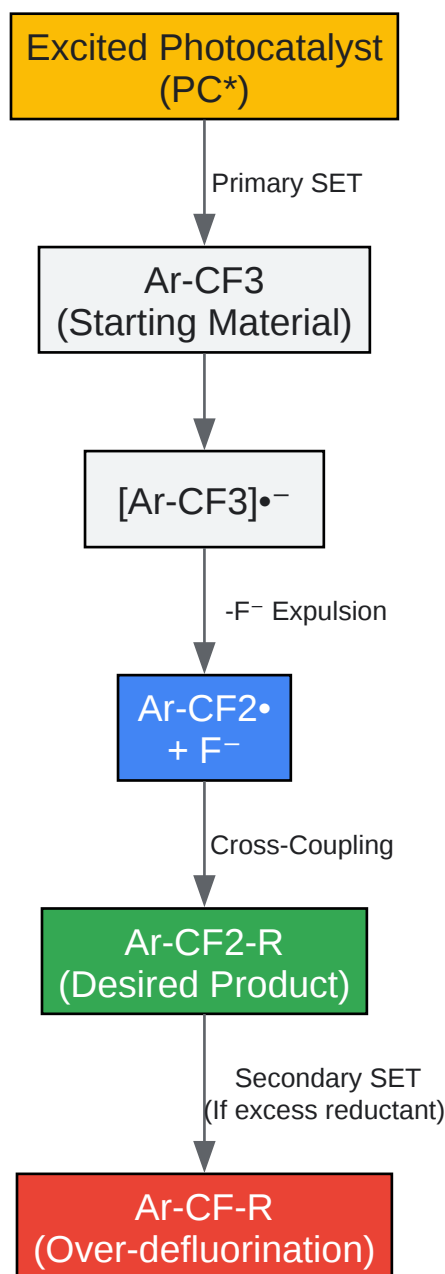 Excited Photocatalyst
(PC*)
Primary SET
Ar-CF3
(Starting Material)
[Ar-CF3]•⁻
-F⁻ Expulsion
Ar-CF2•
+ F⁻
Cross-Coupling
Ar-CF2-R
(Desired Product)
Secondary SET
(If excess reductant)
Ar-CF-R
(Over-defluorination)